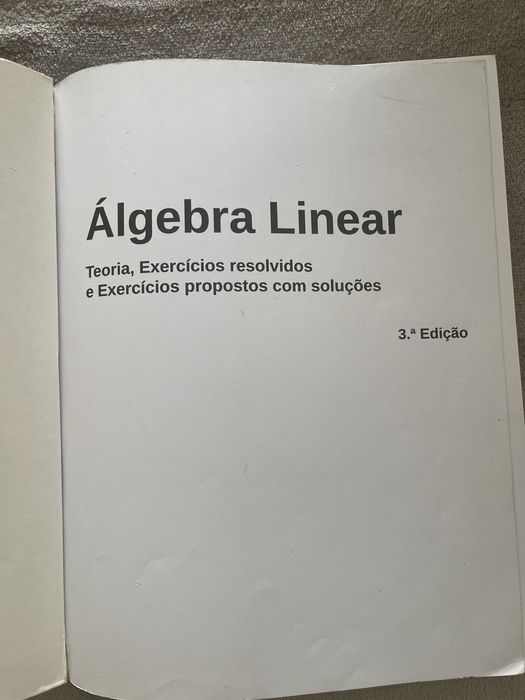 Álgebra Linear
Teoria, Exercícios resolvidos
e Exercícios propostos com soluções
3.ª Edição